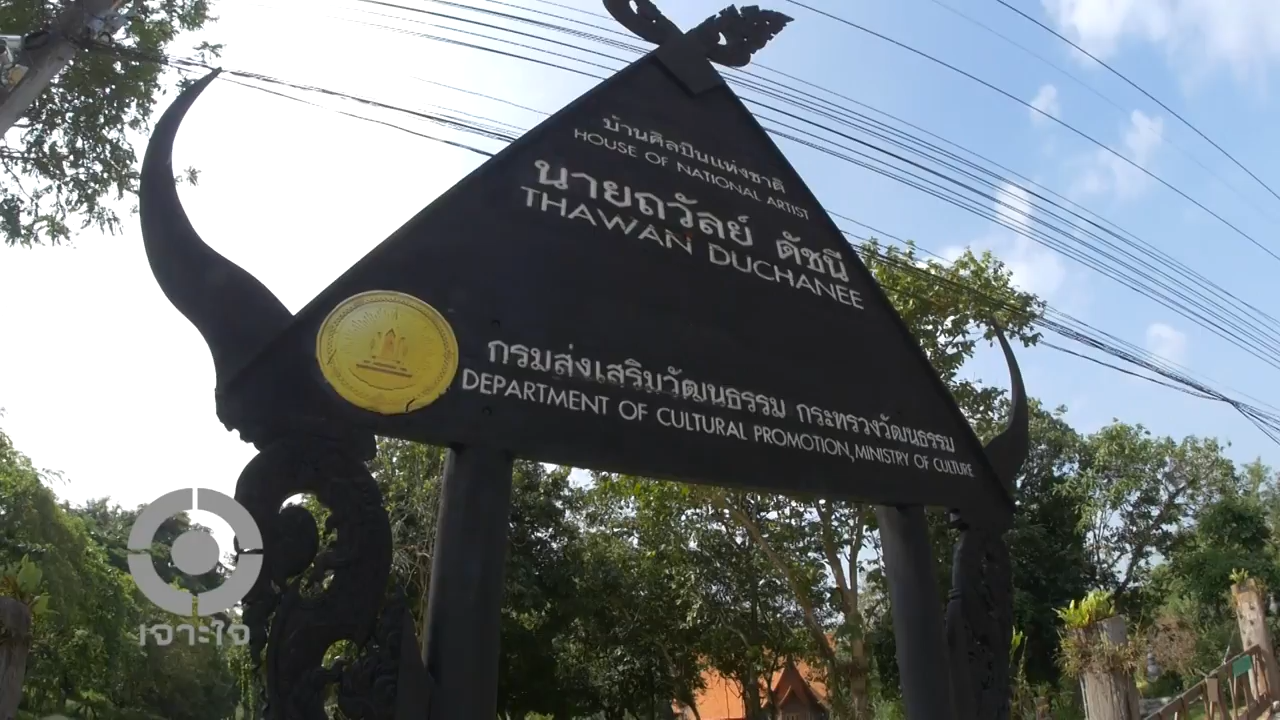 บ้านศิลปินแห่งชาติ
HOUSE OF NATIONAL ARTIST
นายถวัลย์ ดัชนี
THAWAN DUCHANEE
กรมส่งเสริมวัฒนธรรม กระทรวงวัฒนธรรม
DEPARTMENT OF CULTURAL PROMOTION, MINISTRY OF CULTURE
เจาะใจ